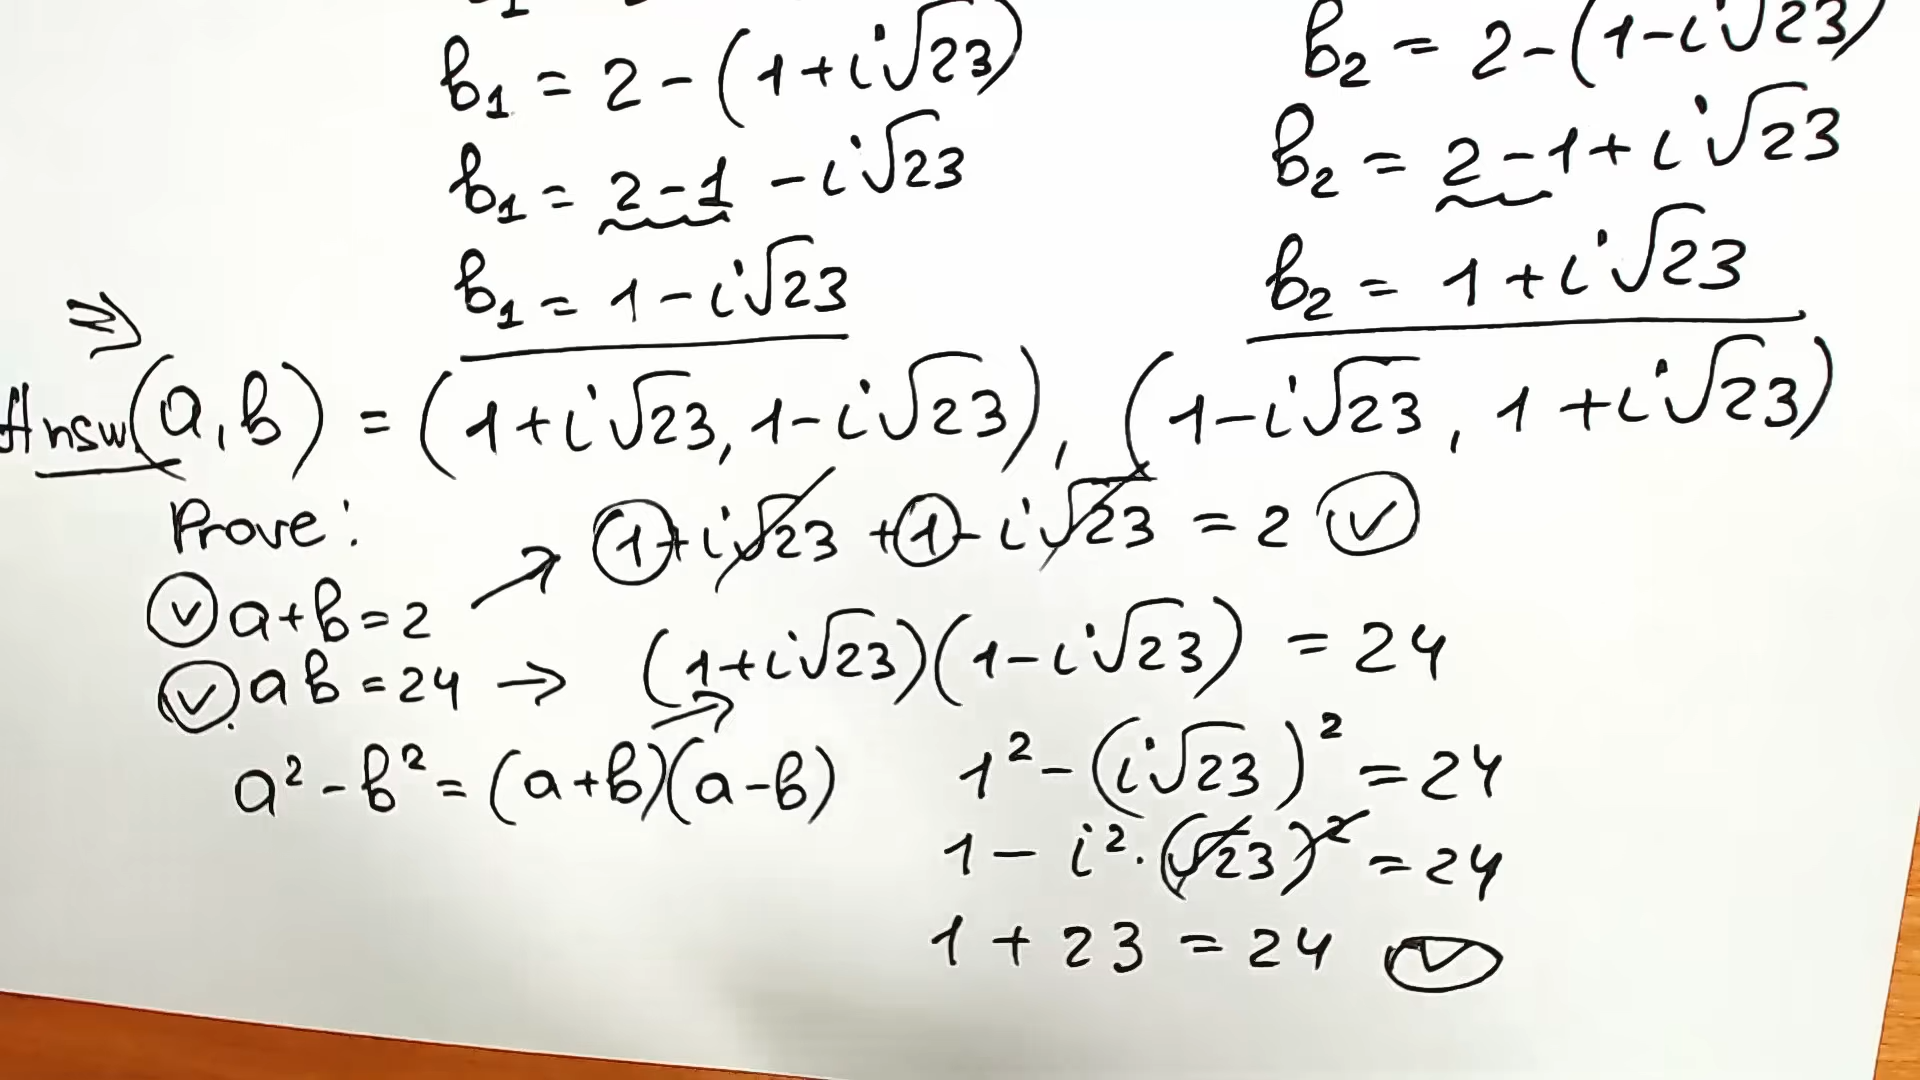 b₁ = 2 - (1+i√23)
b₂ = 2 - (1-i√23)
b₁ = 2 - 1 - i√23
b₂ = 2 - 1 + i√23
b₁ = 1 - i√23
b₂ = 1 + i√23
⇒
Answ. (a, b) = (1+i√23, 1-i√23), (1-i√23, 1+i√23)
Prove:
1+i√23 + 1 - i√23 = 2 ✓
✓ a+b=2 →
✓ ab=24 → (1+i√23)(1-i√23) = 24
a² - b² = (a+b)(a-b) →
1² - (i√23)² = 24
1 - i²·(√23)² = 24
1 + 23 = 24 ✓